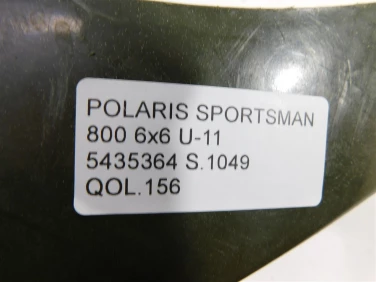 POLARIS SPORTSMAN
800 6x6 U-11
5435364 S.1049
QOL.156